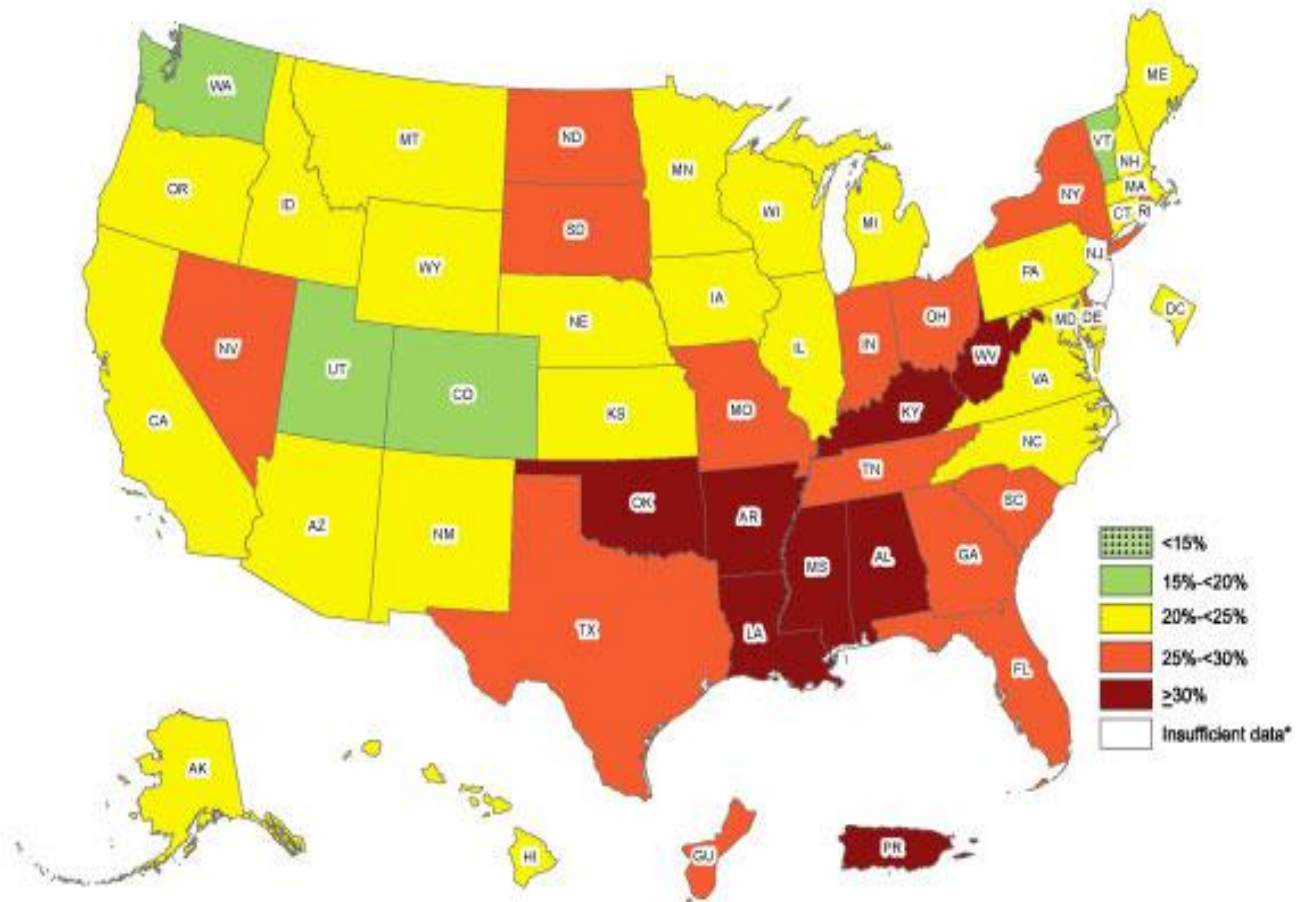 WA
ME
MT
ND
VT
MN
NH
OR
NY
MA
ID
WI
SD
CT
RI
MI
WY
NJ
PA
IA
NE
DC
OH
MD
DE
IN
NV
IL
WV
UT
VA
CO
KS
MO
KY
CA
NC
TN
SC
OK
AR
AZ
NM
GA
MS
AL
<15%
15%-<20%
20%-<25%
TX
LA
25%-<30%
FL
≥30%
Insufficient data*
AK
HI
GU
PR